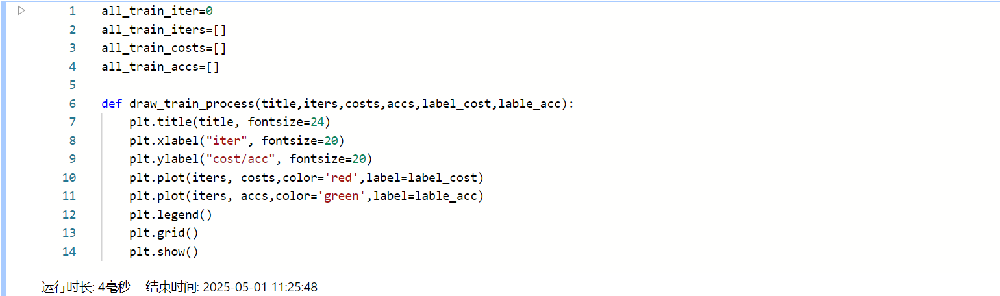 1 all_train_iter=0
2 all_train_iters=[]
3 all_train_costs=[]
4 all_train_accs=[]
5
6 def draw_train_process(title,iters,costs,accs,label_cost,lable_acc):
7     plt.title(title, fontsize=24)
8     plt.xlabel("iter", fontsize=20)
9     plt.ylabel("cost/acc", fontsize=20)
10     plt.plot(iters, costs,color='red',label=label_cost)
11     plt.plot(iters, accs,color='green',label=lable_acc)
12     plt.legend()
13     plt.grid()
14     plt.show()
运行时长: 4毫秒 结束时间: 2025-05-01 11:25:48